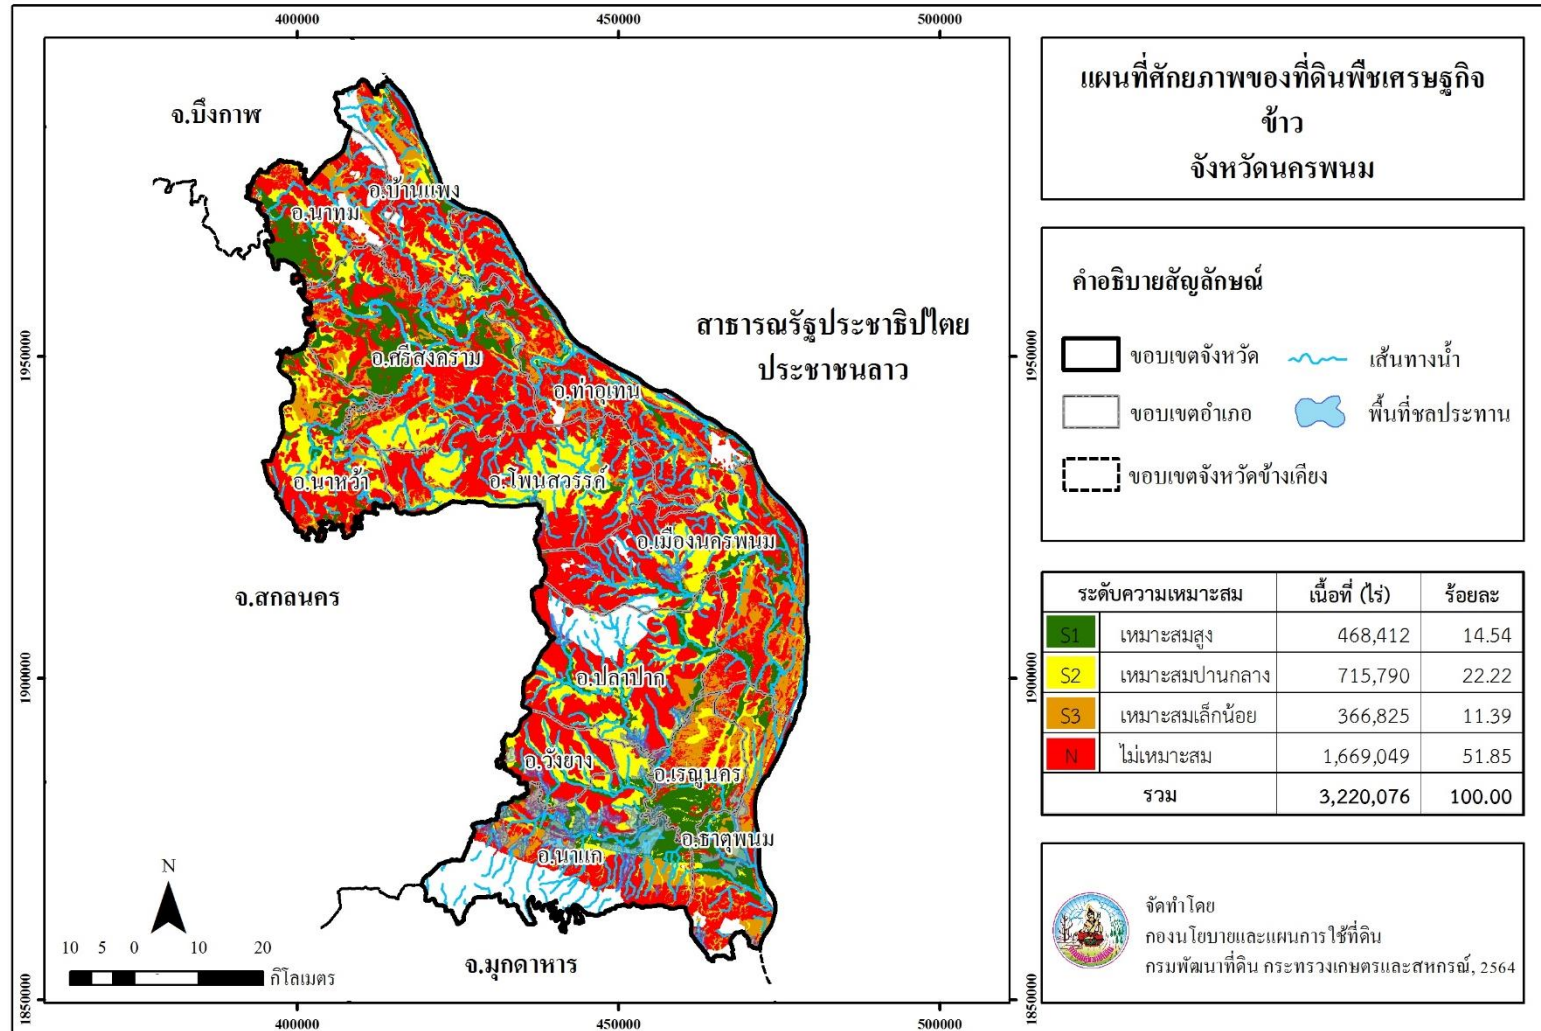 400000
450000
500000
แผนที่ศักยภาพของที่ดินพืชเศรษฐกิจ
ข้าว
จังหวัดนครพนม
จ.บึงกาฬ
อ.บ้านแพง
อ.นาทม
สาธารณรัฐประชาธิปไตย
ประชาชนลาว
อ.ศรีสงคราม
อ.ท่าอุเทน
อ.นาหว้า
อ.โพนสวรรค์
อ.เมืองนครพนม
จ.สกลนคร
อ.ปลาปาก
อ.วังยาง
อ.เรณูนคร
อ.ธาตุพนม
อ.นาแก
จ.มุกดาหาร
N
10 5 0 10 20
กิโลเมตร
1950000
1900000
1850000
1950000
1900000
1850000
400000
450000
500000
คำอธิบายสัญลักษณ์
ขอบเขตจังหวัด
เส้นทางน้ำ
ขอบเขตอำเภอ
พื้นที่ชลประทาน
ขอบเขตจังหวัดข้างเคียง
ระดับความเหมาะสม เนื้อที่ (ไร่) ร้อยละ
S1 เหมาะสมสูง 468,412 14.54
S2 เหมาะสมปานกลาง 715,790 22.22
S3 เหมาะสมเล็กน้อย 366,825 11.39
N ไม่เหมาะสม 1,669,049 51.85
รวม 3,220,076 100.00
จัดทำโดย
กองนโยบายและแผนการใช้ที่ดิน
กรมพัฒนาที่ดิน กระทรวงเกษตรและสหกรณ์, 2564